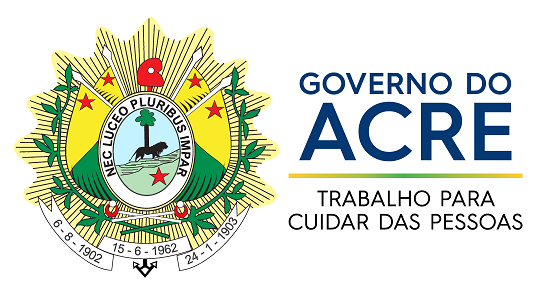 NEC LUCEO PLURIBUS IMPAR
6-8-1902
15-6-1962
24-1-1903
GOVERNO DO
ACRE
TRABALHO PARA
CUIDAR DAS PESSOAS